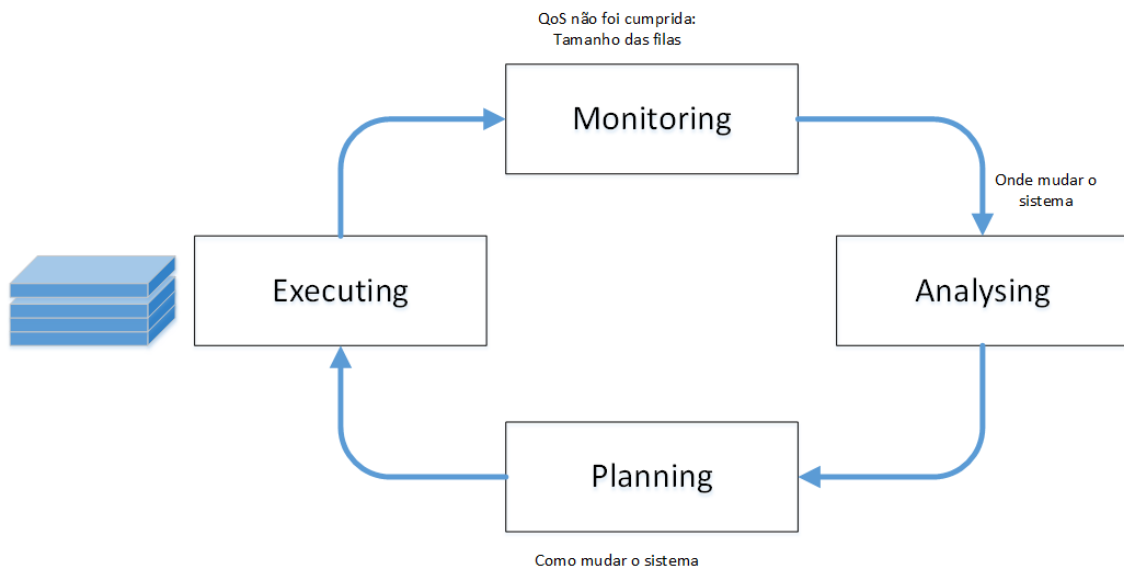 QoS não foi cumprida:
Tamanho das filas
Monitoring
Onde mudar o
sistema
Executing
Analysing
Planning
Como mudar o sistema